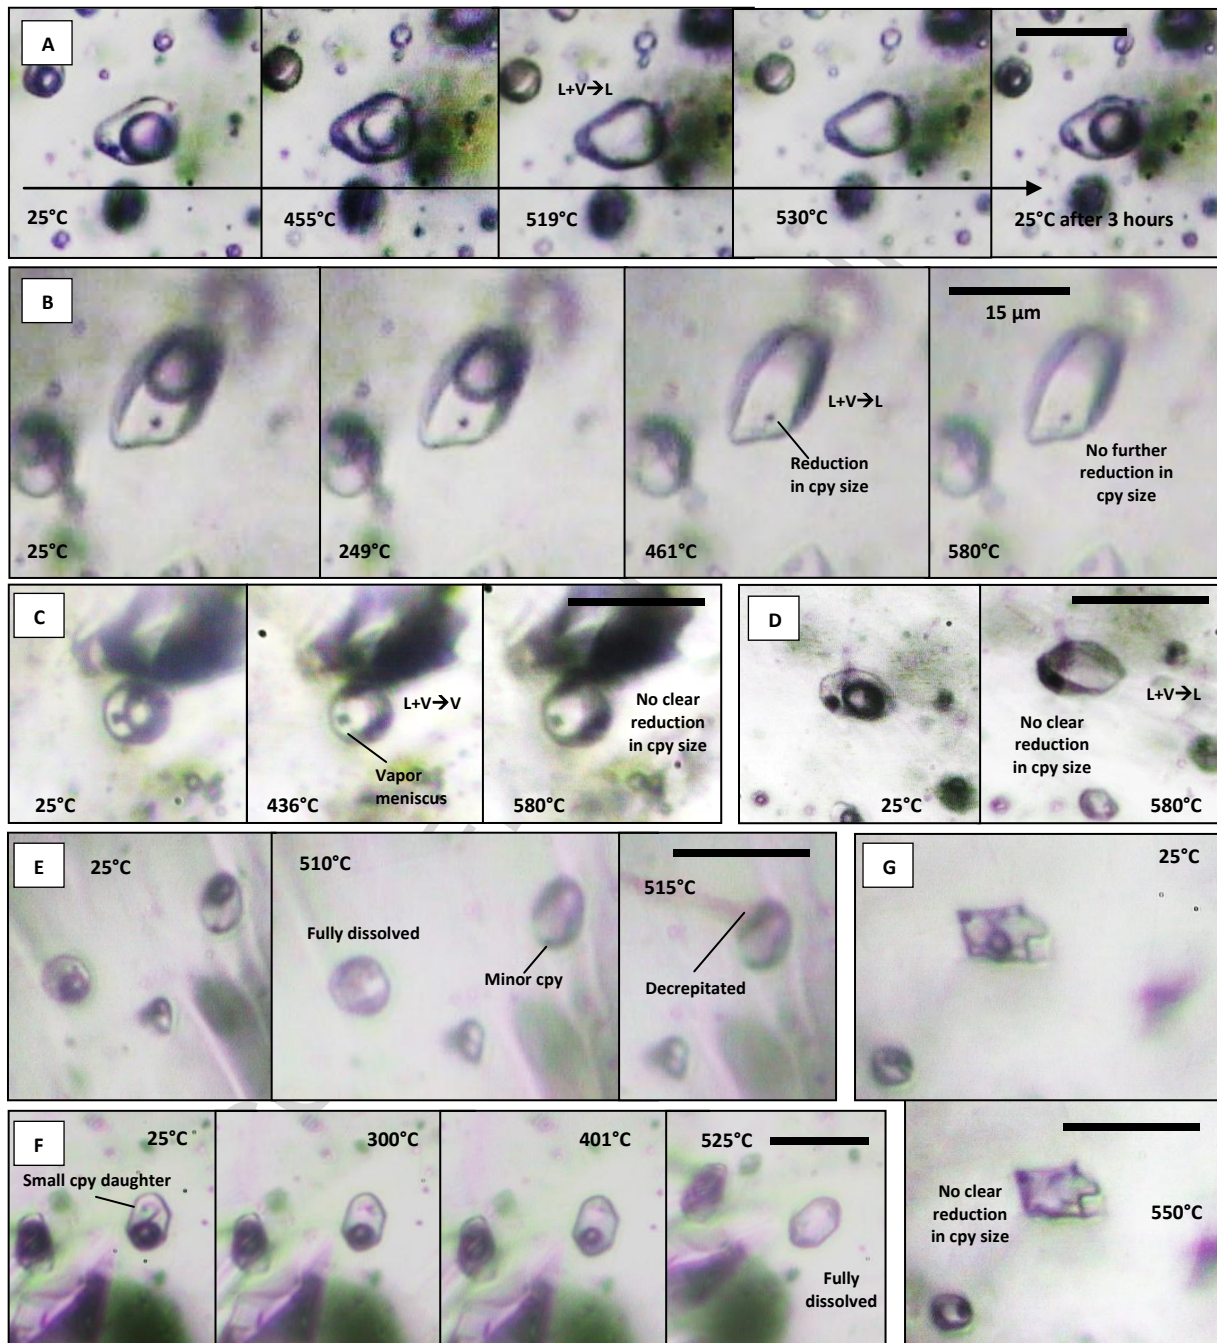 A
L+V→L
25°C
455°C
519°C
530°C
25°C after 3 hours
B
15 µm
L+V→L
Reduction
in cpy size
No further
reduction in
cpy size
25°C
249°C
461°C
580°C
C
L+V→V
No clear
reduction
in cpy size
Vapor
meniscus
25°C
436°C
580°C
D
L+V→L
No clear
reduction
in cpy size
25°C
580°C
E
25°C
510°C
515°C
Fully dissolved
Minor cpy
Decrepitated
G
25°C
No clear
reduction
in cpy size
550°C
F
25°C
300°C
401°C
525°C
Small cpy daughter
Fully
dissolved